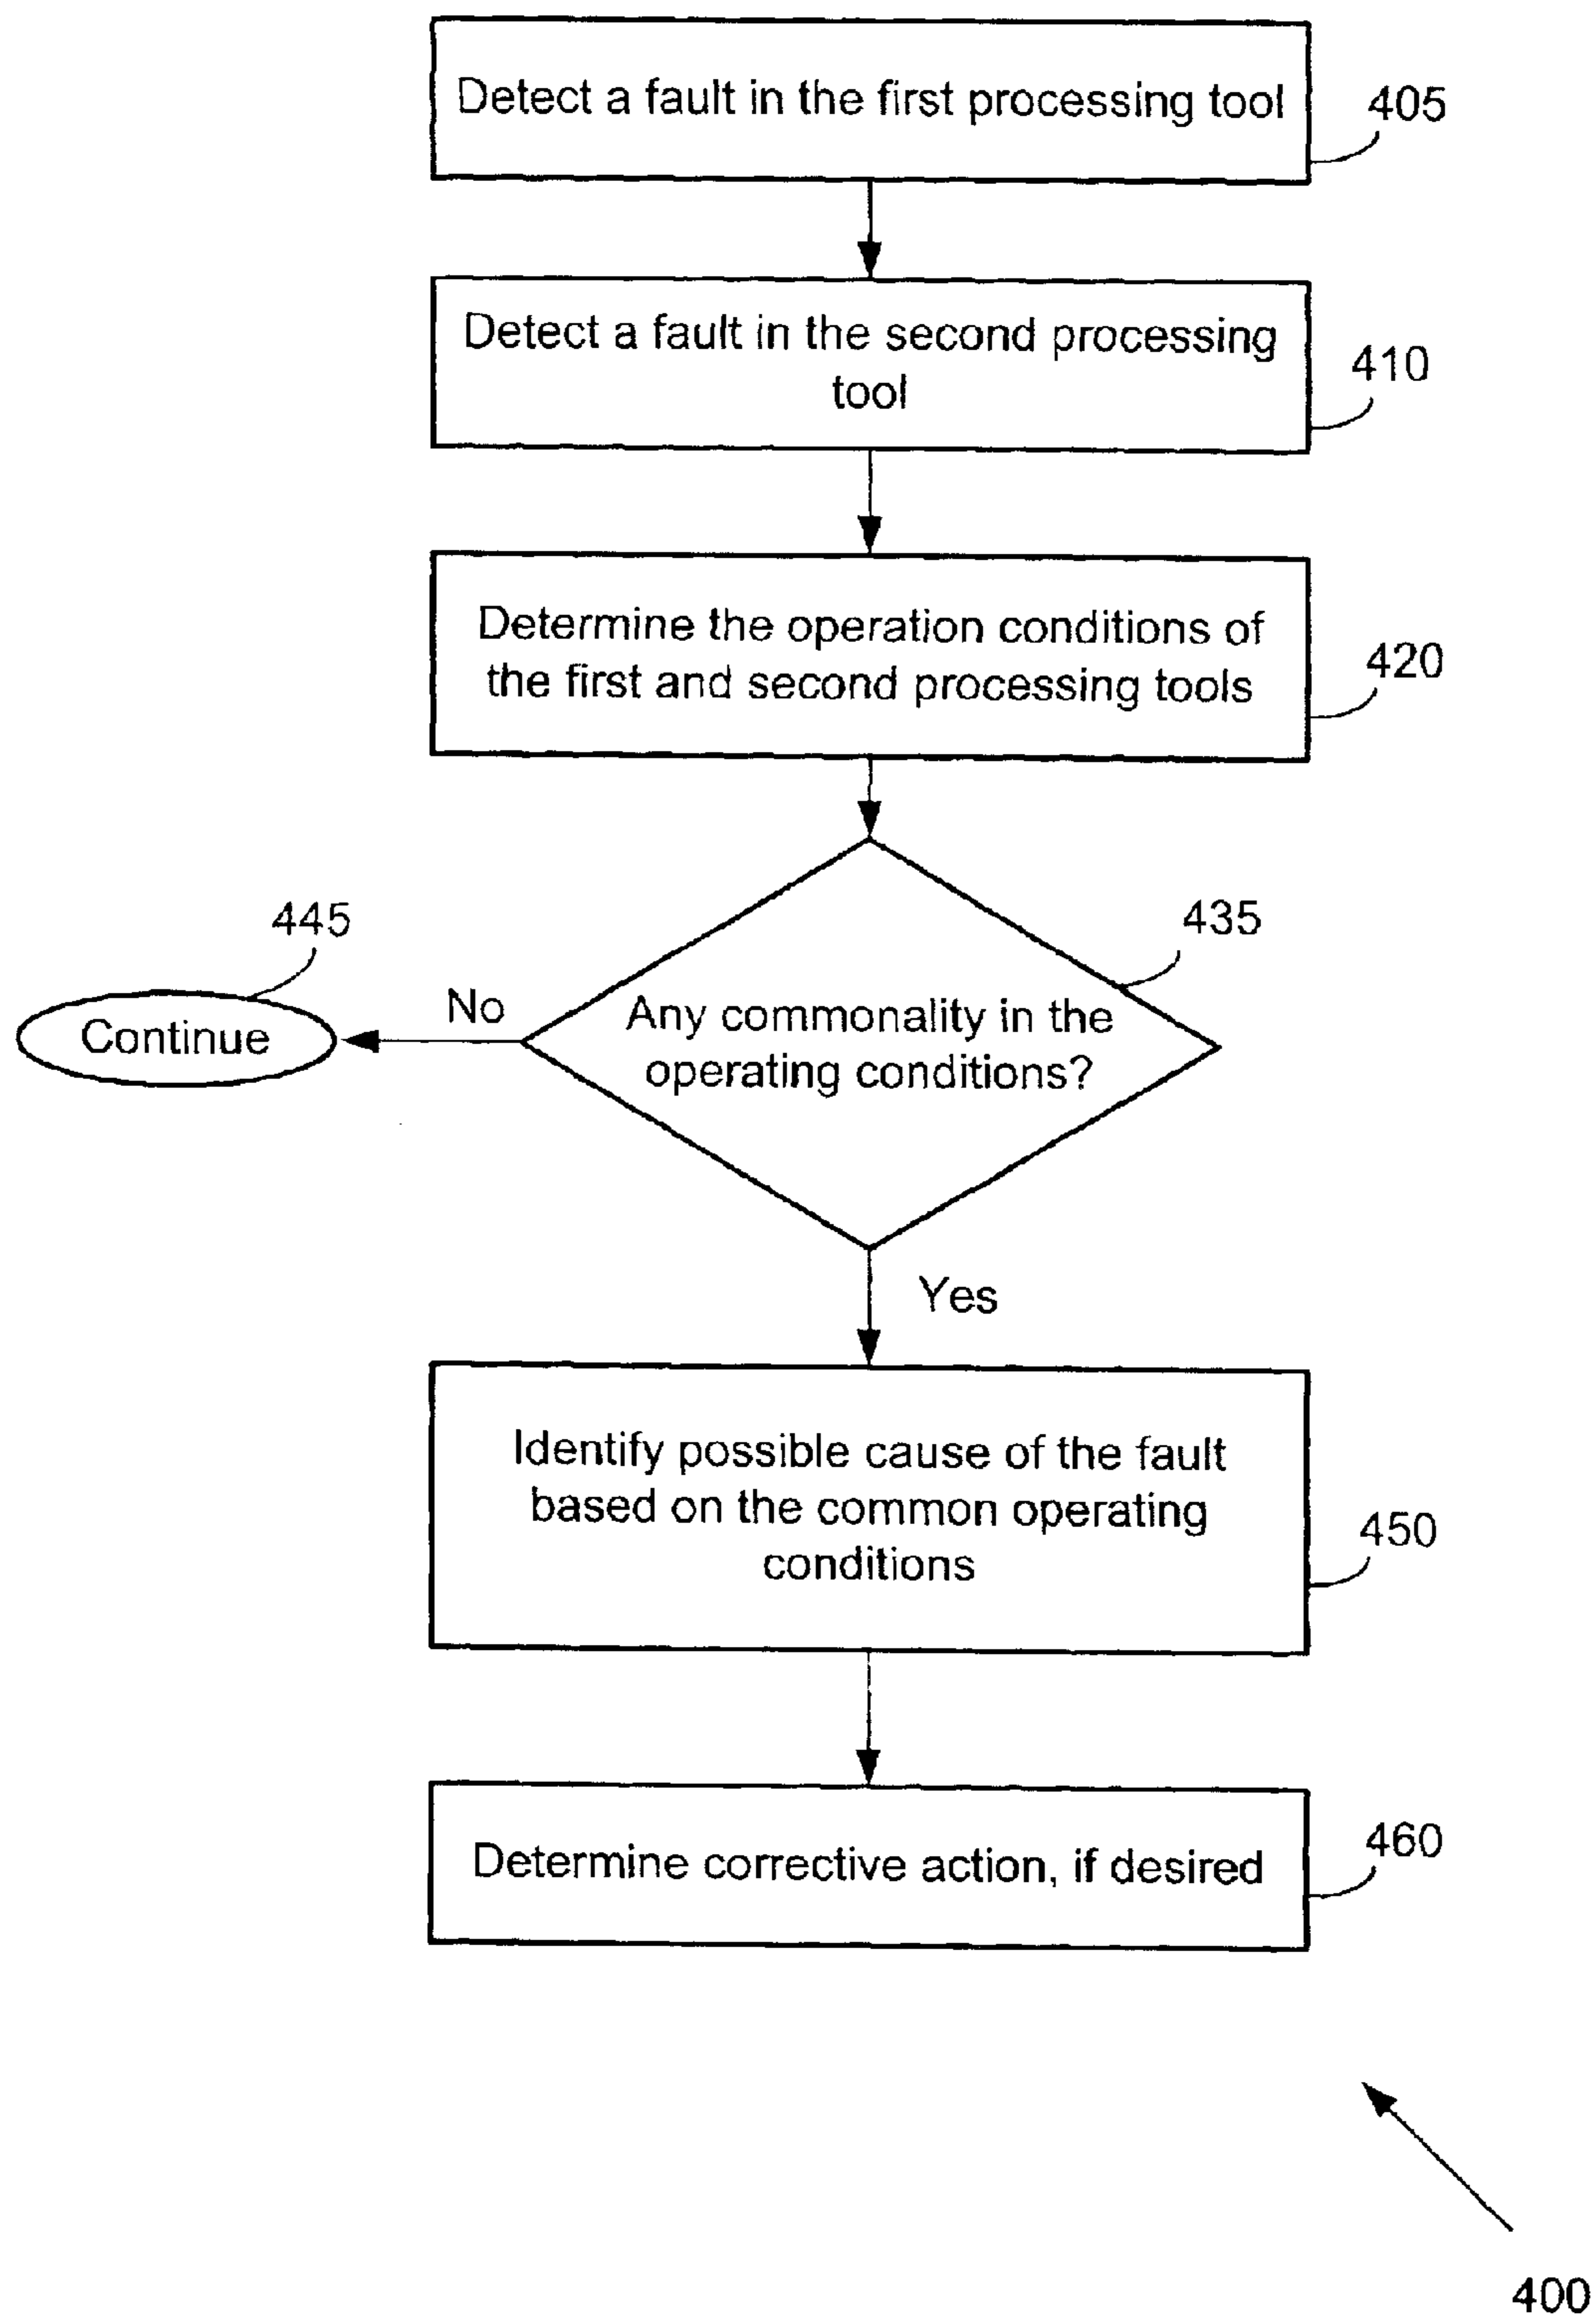 Detect a fault in the first processing tool
405
Detect a fault in the second processing
tool
410
Determine the operation conditions of
the first and second processing tools
420
445
435
Continue
No
Any commonality in the
operating conditions?
Yes
Identify possible cause of the fault
based on the common operating
conditions
450
Determine corrective action, if desired
460
400